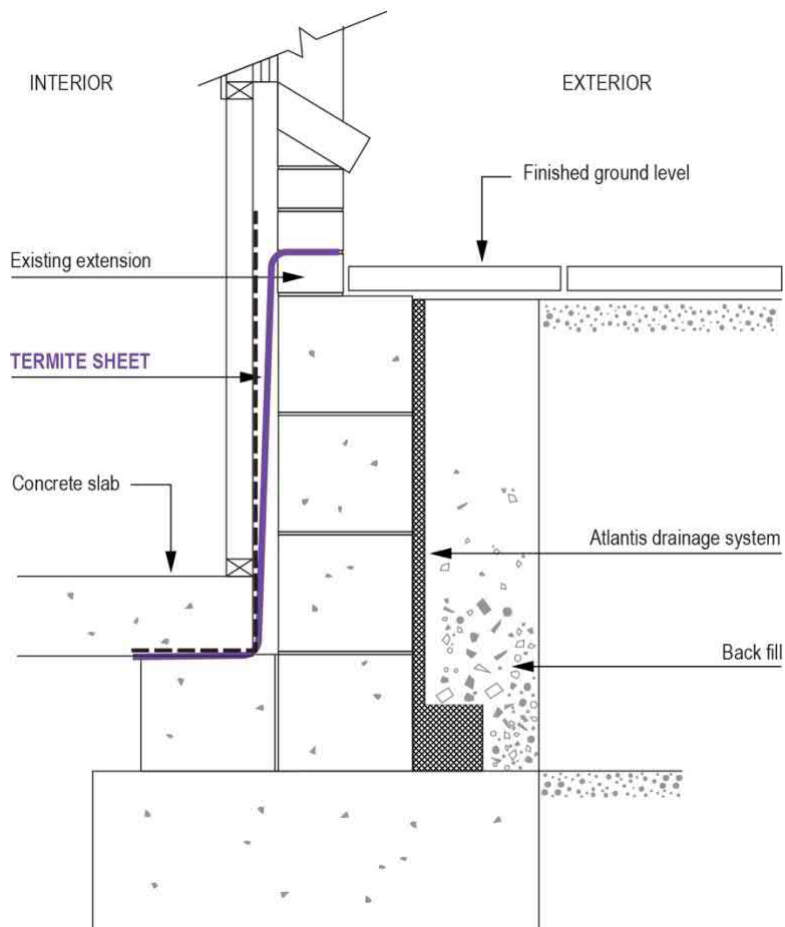 INTERIOR
EXTERIOR
Finished ground level
Existing extension
TERMITE SHEET
Concrete slab
Atlantis drainage system
Back fill